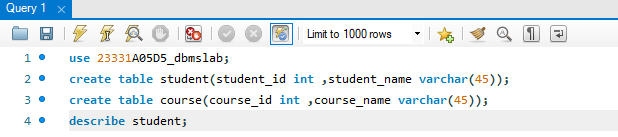 Query 1
Limit to 1000 rows
1 use 23331A05D5_dbmslab;
2 create table student(student_id int ,student_name varchar(45));
3 create table course(course_id int ,course_name varchar(45));
4 describe student;